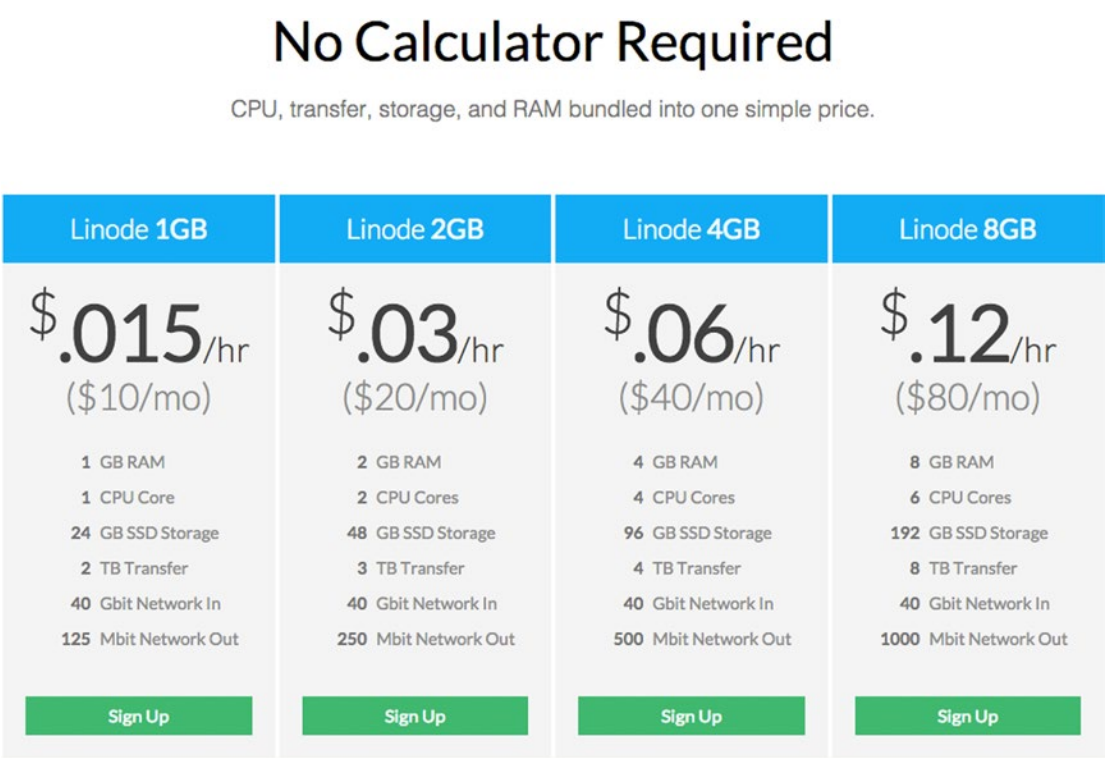 No Calculator Required
CPU, transfer, storage, and RAM bundled into one simple price.
Linode 1GB
$.015/hr
($10/mo)
1 GB RAM
1 CPU Core
24 GB SSD Storage
2 TB Transfer
40 Gbit Network In
125 Mbit Network Out
Sign Up
Linode 2GB
$.03/hr
($20/mo)
2 GB RAM
2 CPU Cores
48 GB SSD Storage
3 TB Transfer
40 Gbit Network In
250 Mbit Network Out
Sign Up
Linode 4GB
$.06/hr
($40/mo)
4 GB RAM
4 CPU Cores
96 GB SSD Storage
4 TB Transfer
40 Gbit Network In
500 Mbit Network Out
Sign Up
Linode 8GB
$.12/hr
($80/mo)
8 GB RAM
6 CPU Cores
192 GB SSD Storage
8 TB Transfer
40 Gbit Network In
1000 Mbit Network Out
Sign Up